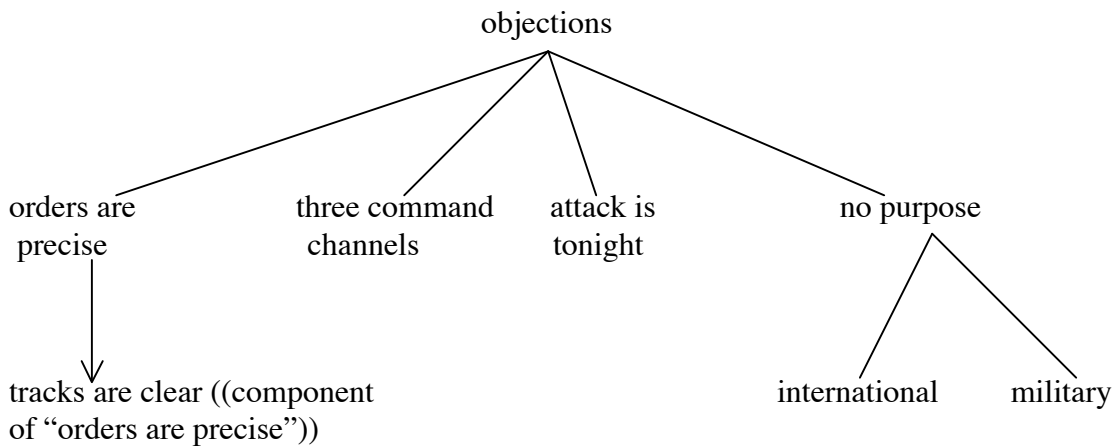 objections
orders are
precise
three command
channels
attack is
tonight
no purpose
tracks are clear ((component
of “orders are precise”))
international
military